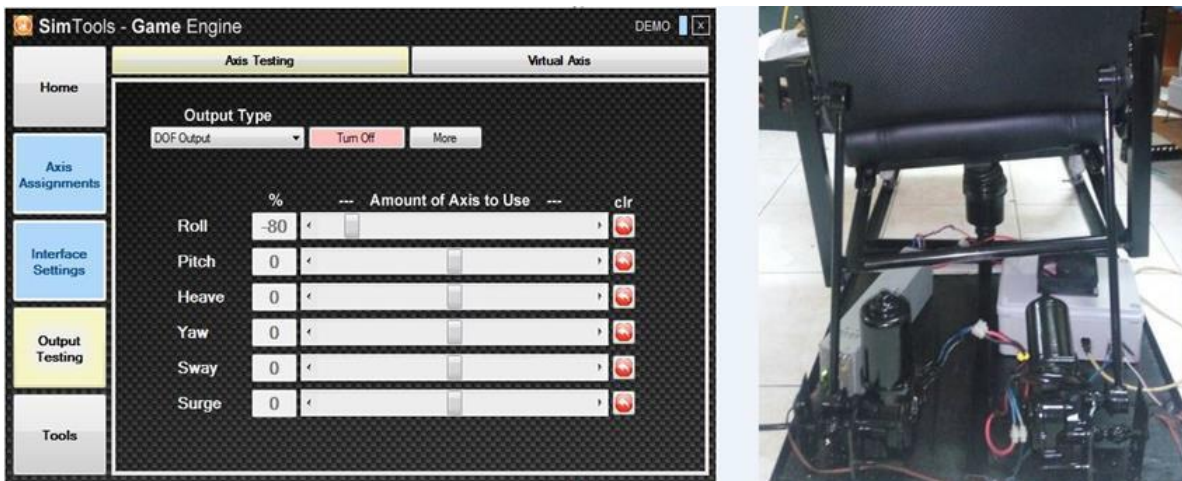 SimTools - Game Engine
DEMO
X
Home
Axis Assignments
Interface Settings
Output Testing
Tools
Axis Testing
Virtual Axis
Output Type
DOF Output
Turn Off
More
% --- Amount of Axis to Use --- clr
Roll -80
Pitch 0
Heave 0
Yaw 0
Sway 0
Surge 0